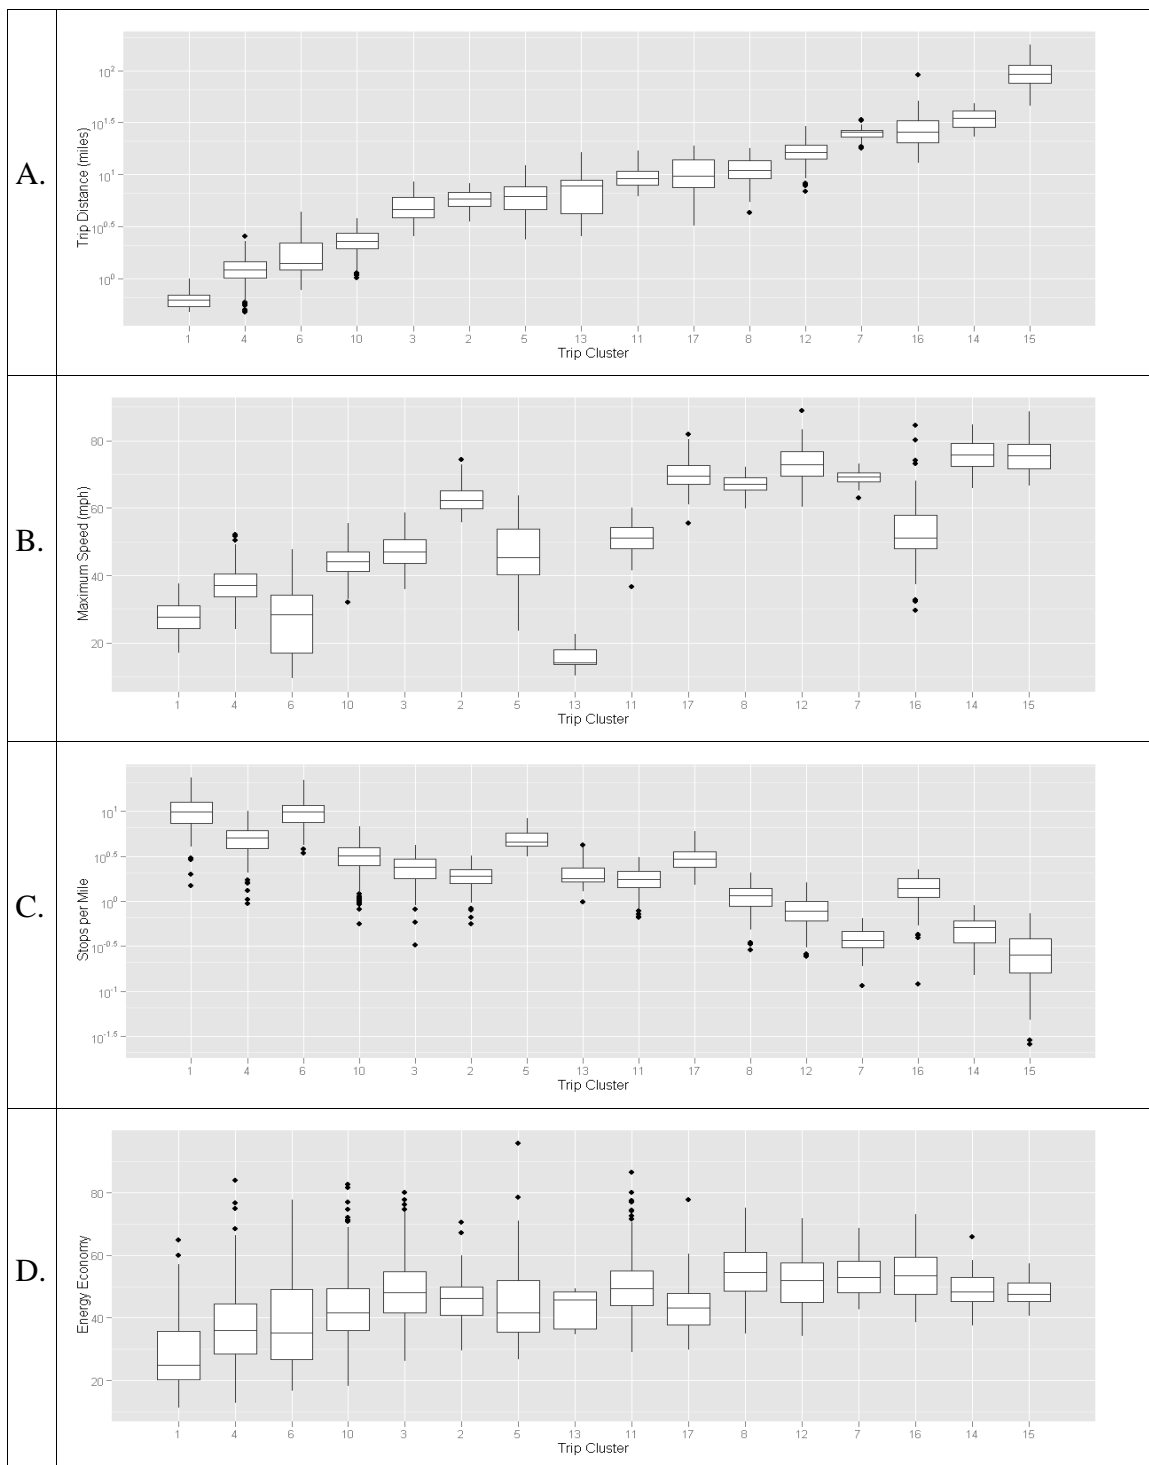 A.
Trip Distance (miles)
10^2
10^1.5
10^1
10^0.5
10^0
1 4 6 10 3 2 5 13 11 17 8 12 7 16 14 15
Trip Cluster
B.
Maximum Speed (mph)
80
60
40
20
1 4 6 10 3 2 5 13 11 17 8 12 7 16 14 15
Trip Cluster
C.
Stops per Mile
10^1
10^0.5
10^0
10^-0.5
10^-1
10^-1.5
1 4 6 10 3 2 5 13 11 17 8 12 7 16 14 15
Trip Cluster
D.
Energy Economy
80
60
40
20
1 4 6 10 3 2 5 13 11 17 8 12 7 16 14 15
Trip Cluster